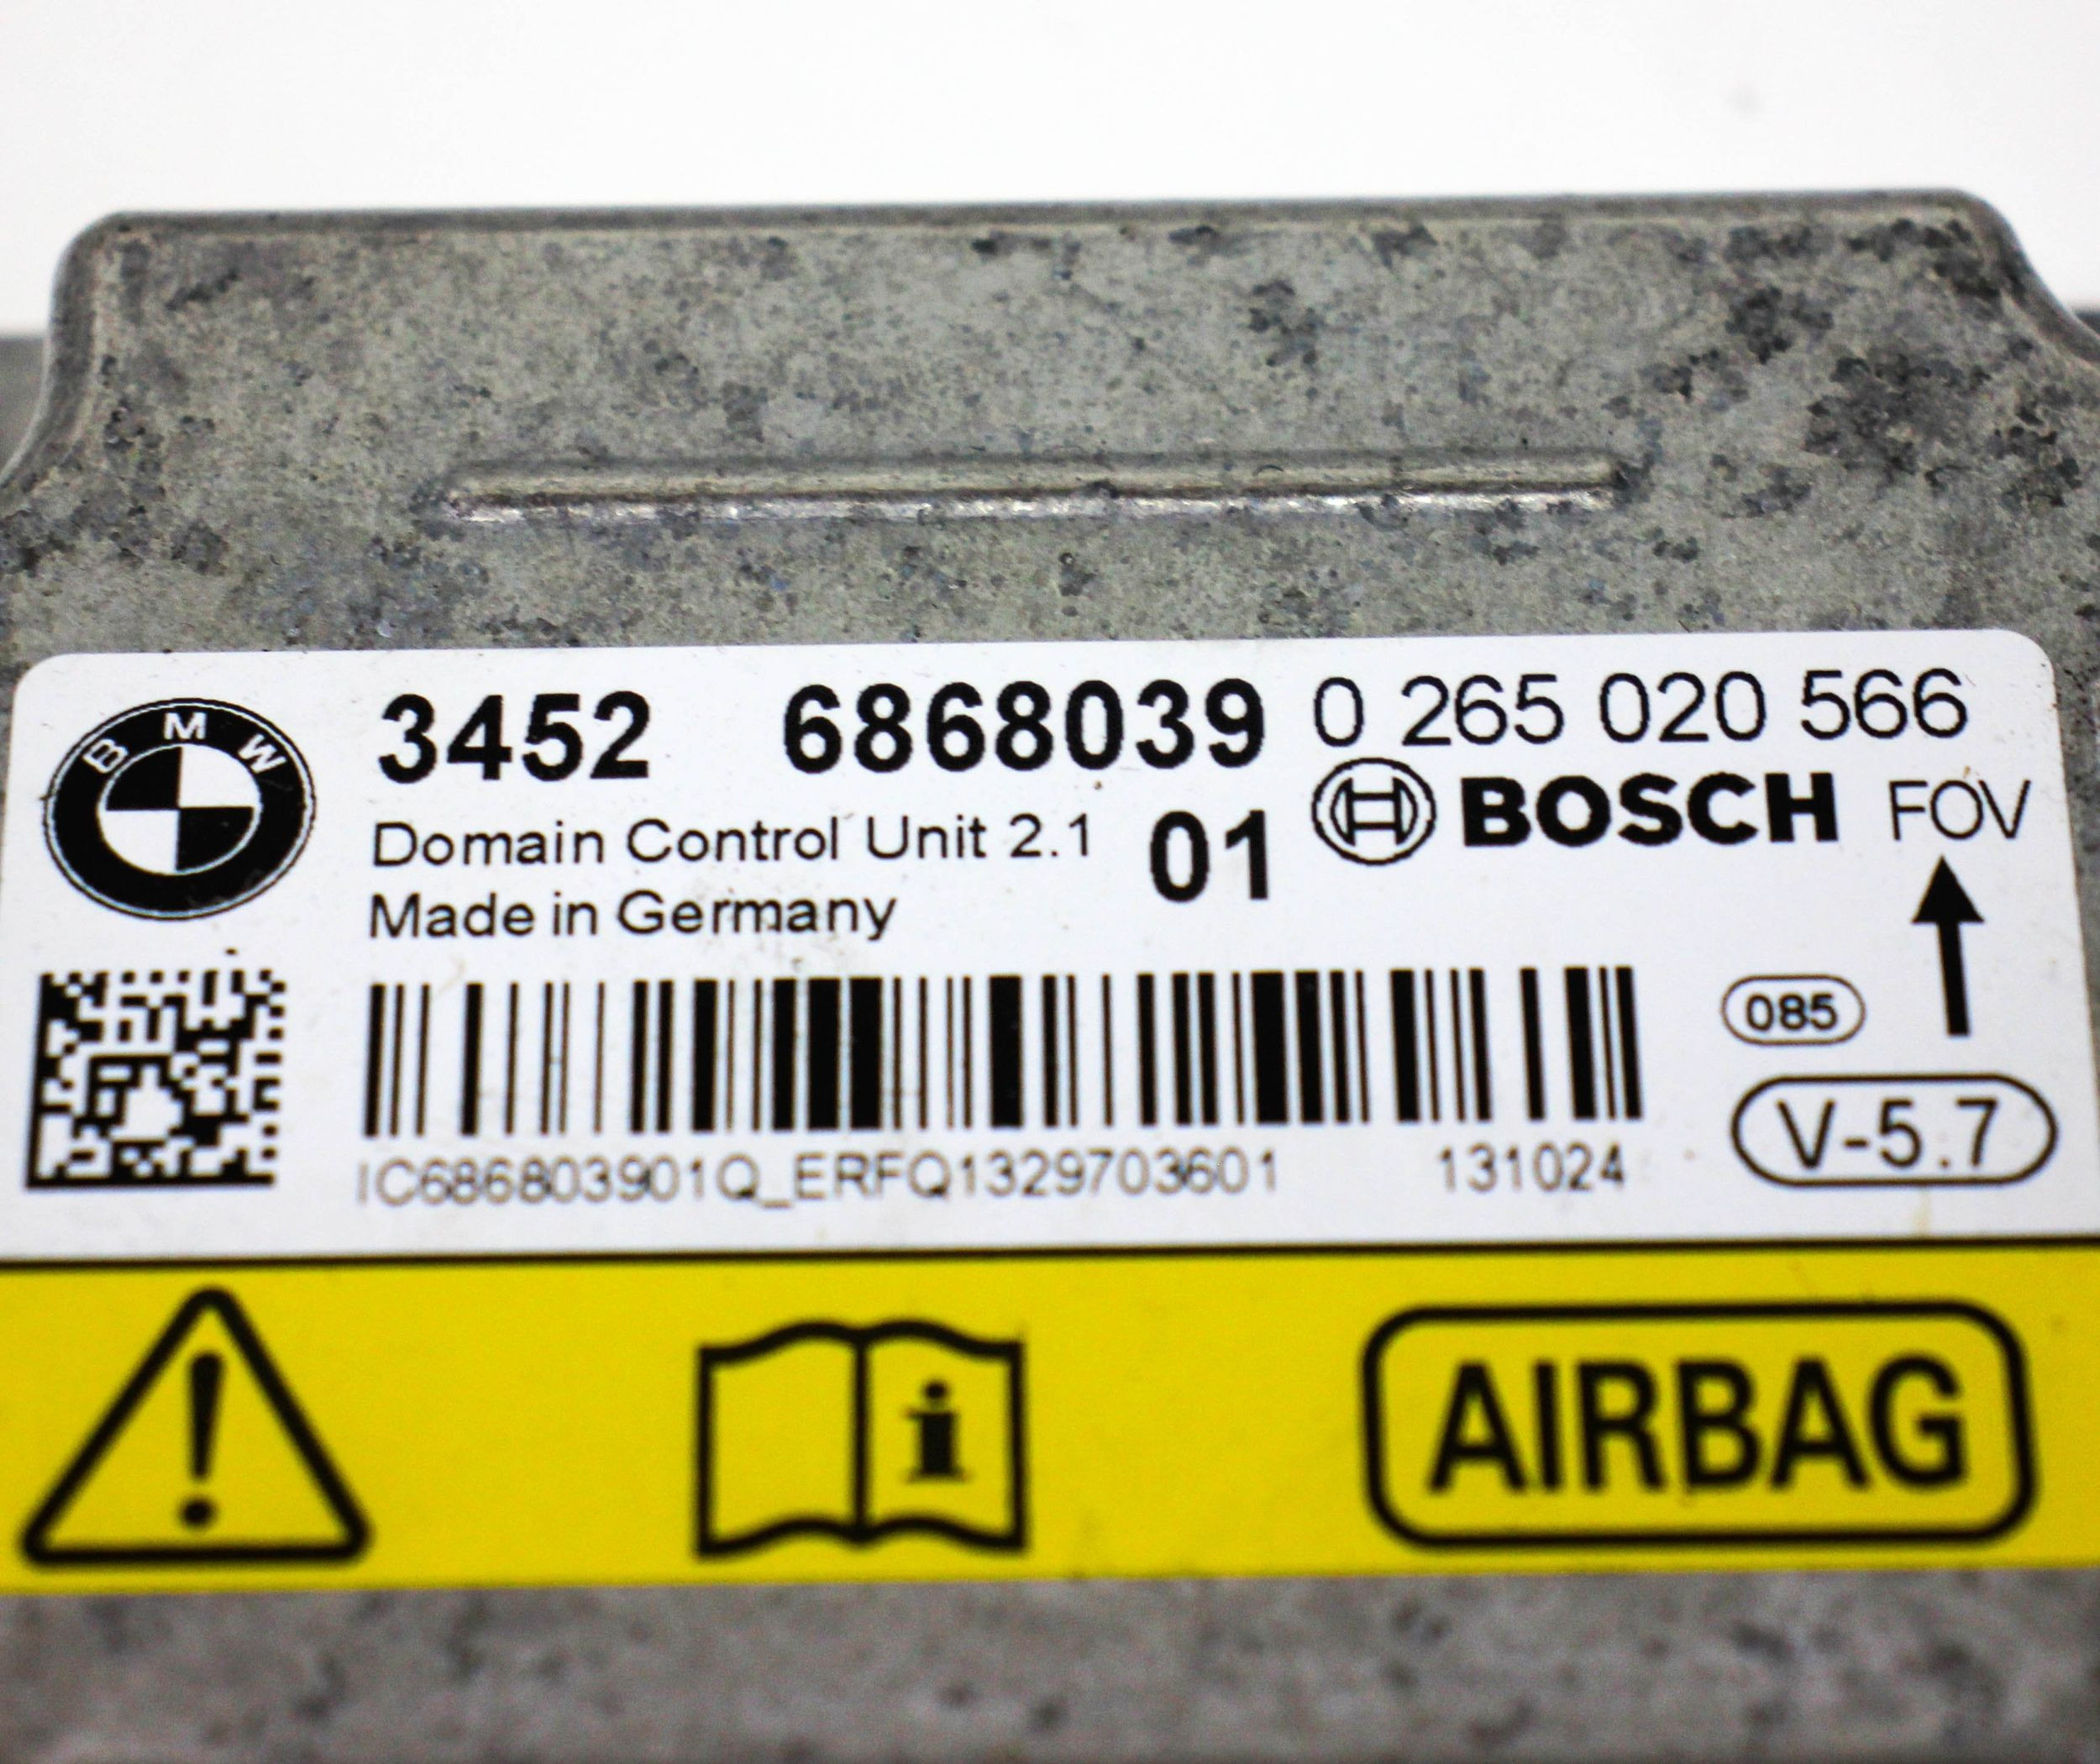 BMW
3452 6868039 0 265 020 566
Domain Control Unit 2.1 01 BOSCH FOV
Made in Germany
085
IC686803901Q_ERFQ1329703601 131024 V-5.7
i AIRBAG